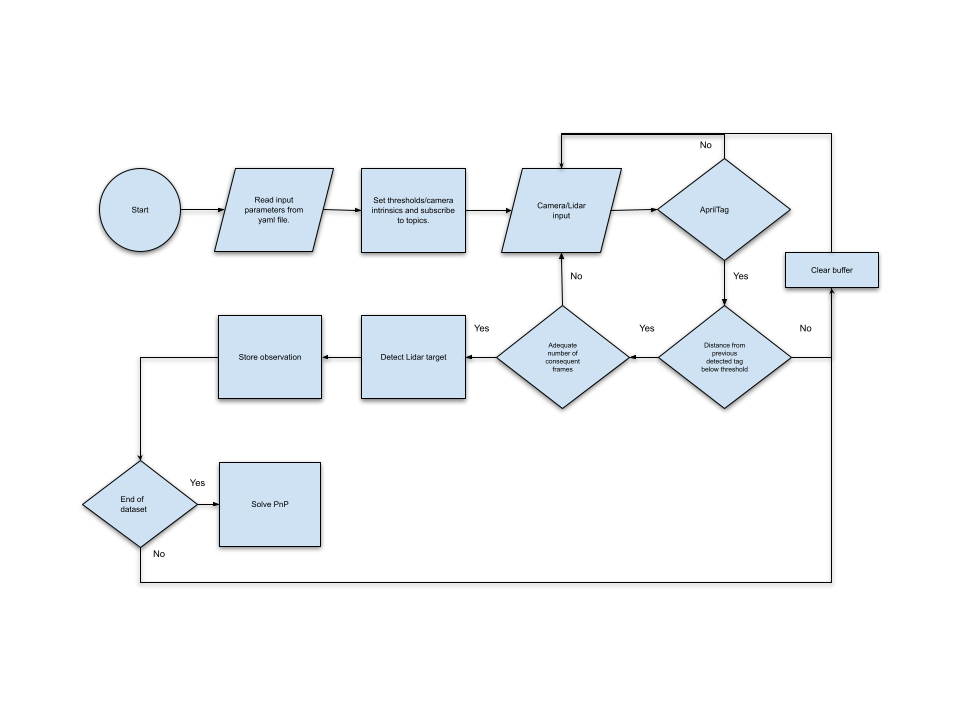 Start
Read input
parameters from
yaml file.
Set thresholds/camera
intrinsics and subscribe
to topics.
Camera/Lidar
input
No
AprilTag
Yes
Clear buffer
No
Distance from
previous
detected tag
below threshold
No
Yes
Adequate
number of
consequent
frames
Yes
Detect Lidar target
Store observation
End of
dataset
Yes
Solve PnP
No